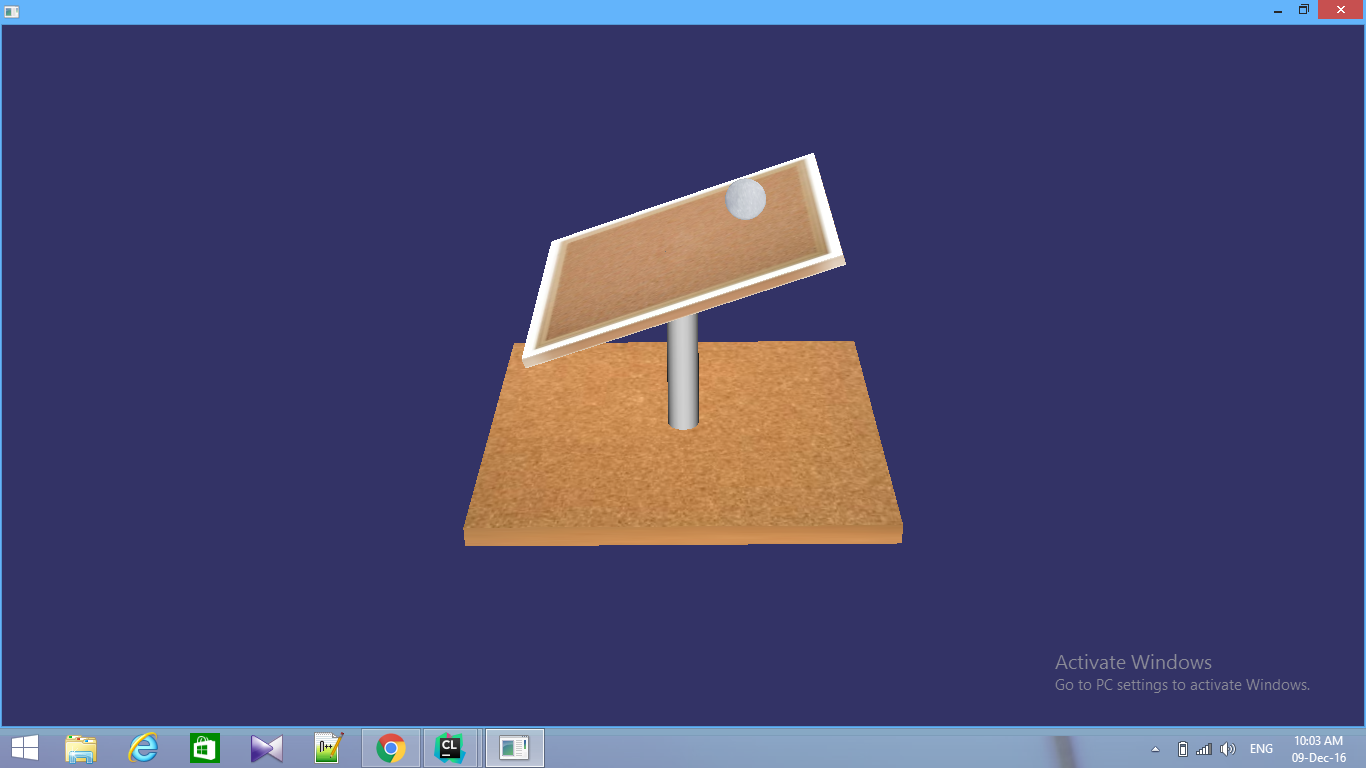 Activate Windows
Go to PC settings to activate Windows.
n++
CL
ENG
10:03 AM
09-Dec-16